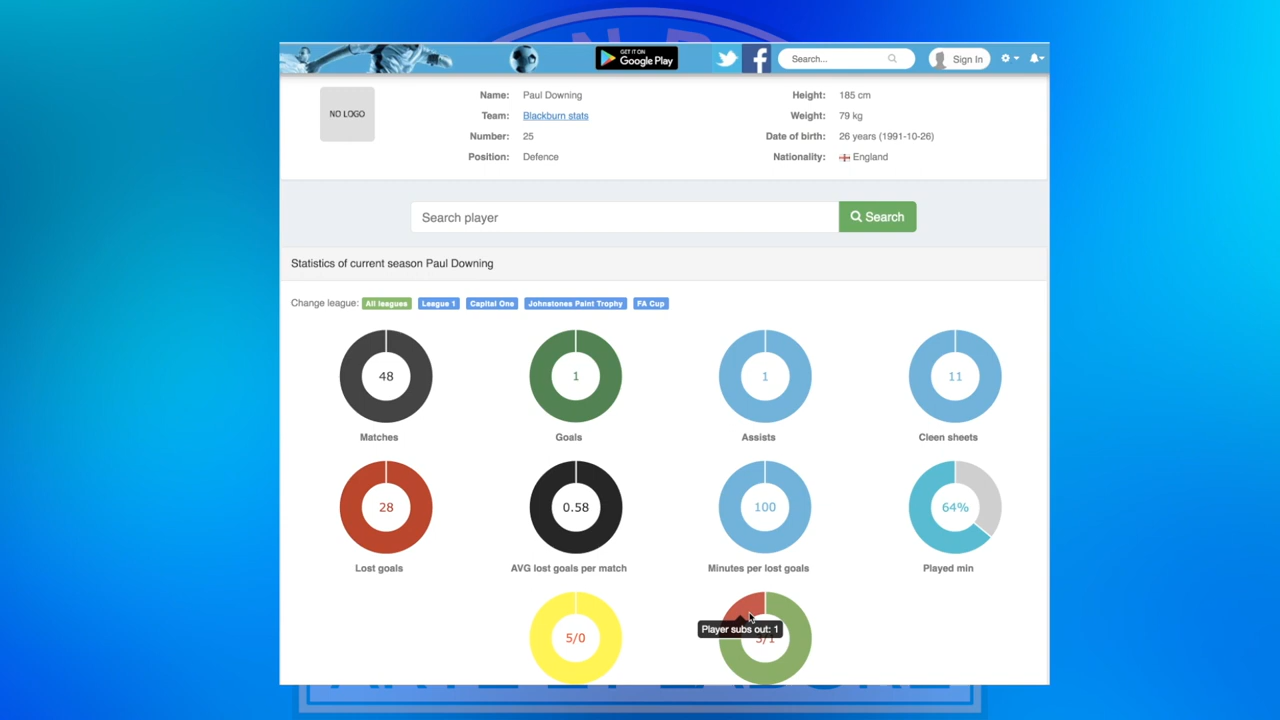 GET IT ON
Google Play
Search...
Sign In
NO LOGO
Name: Paul Downing
Team: Blackburn stats
Number: 25
Position: Defence
Height: 185 cm
Weight: 79 kg
Date of birth: 26 years (1991-10-26)
Nationality: England
Search player
Search
Statistics of current season Paul Downing
Change league: All leagues League 1 Capital One Johnstones Paint Trophy FA Cup
48 1 1 11
Matches Goals Assists Cleen sheets
28 0.58 100 64%
Lost goals AVG lost goals per match Minutes per lost goals Played min
5/0
Player subs out: 1